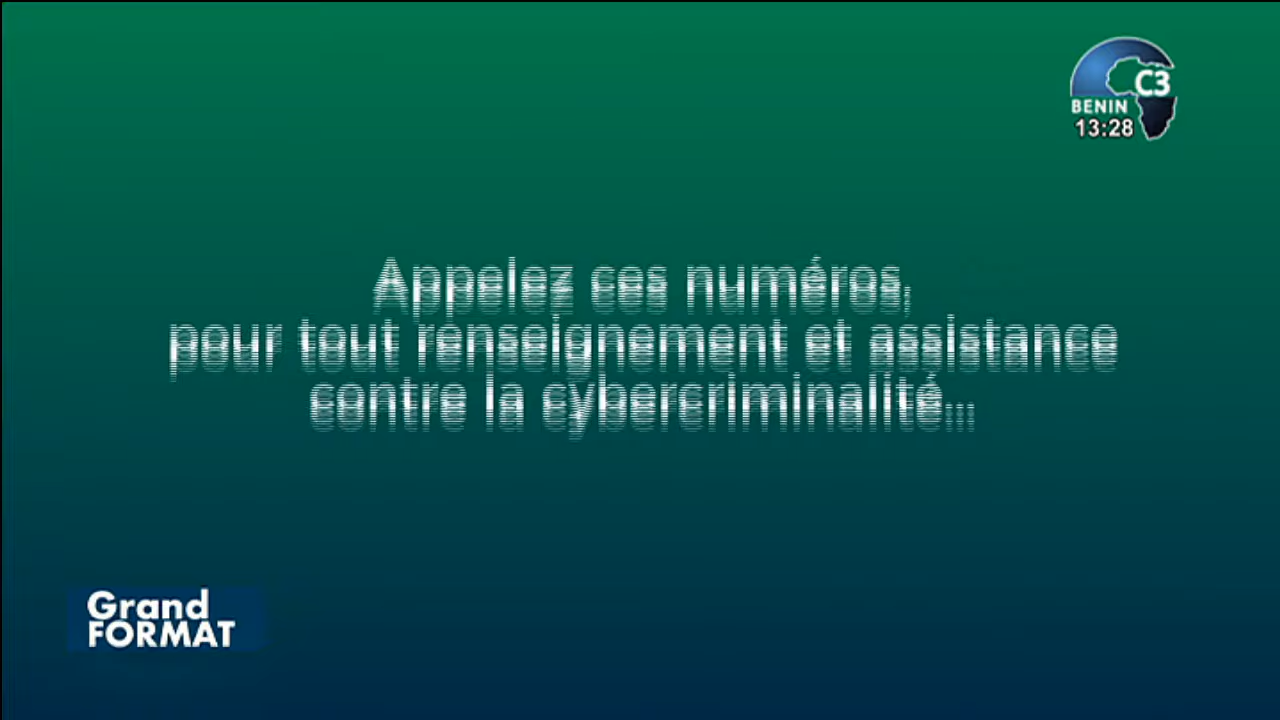 C3
BENIN
13:28
Appelez ces numéros,
pour tout renseignement et assistance
contre la cybercriminalité...
Grand
FORMAT